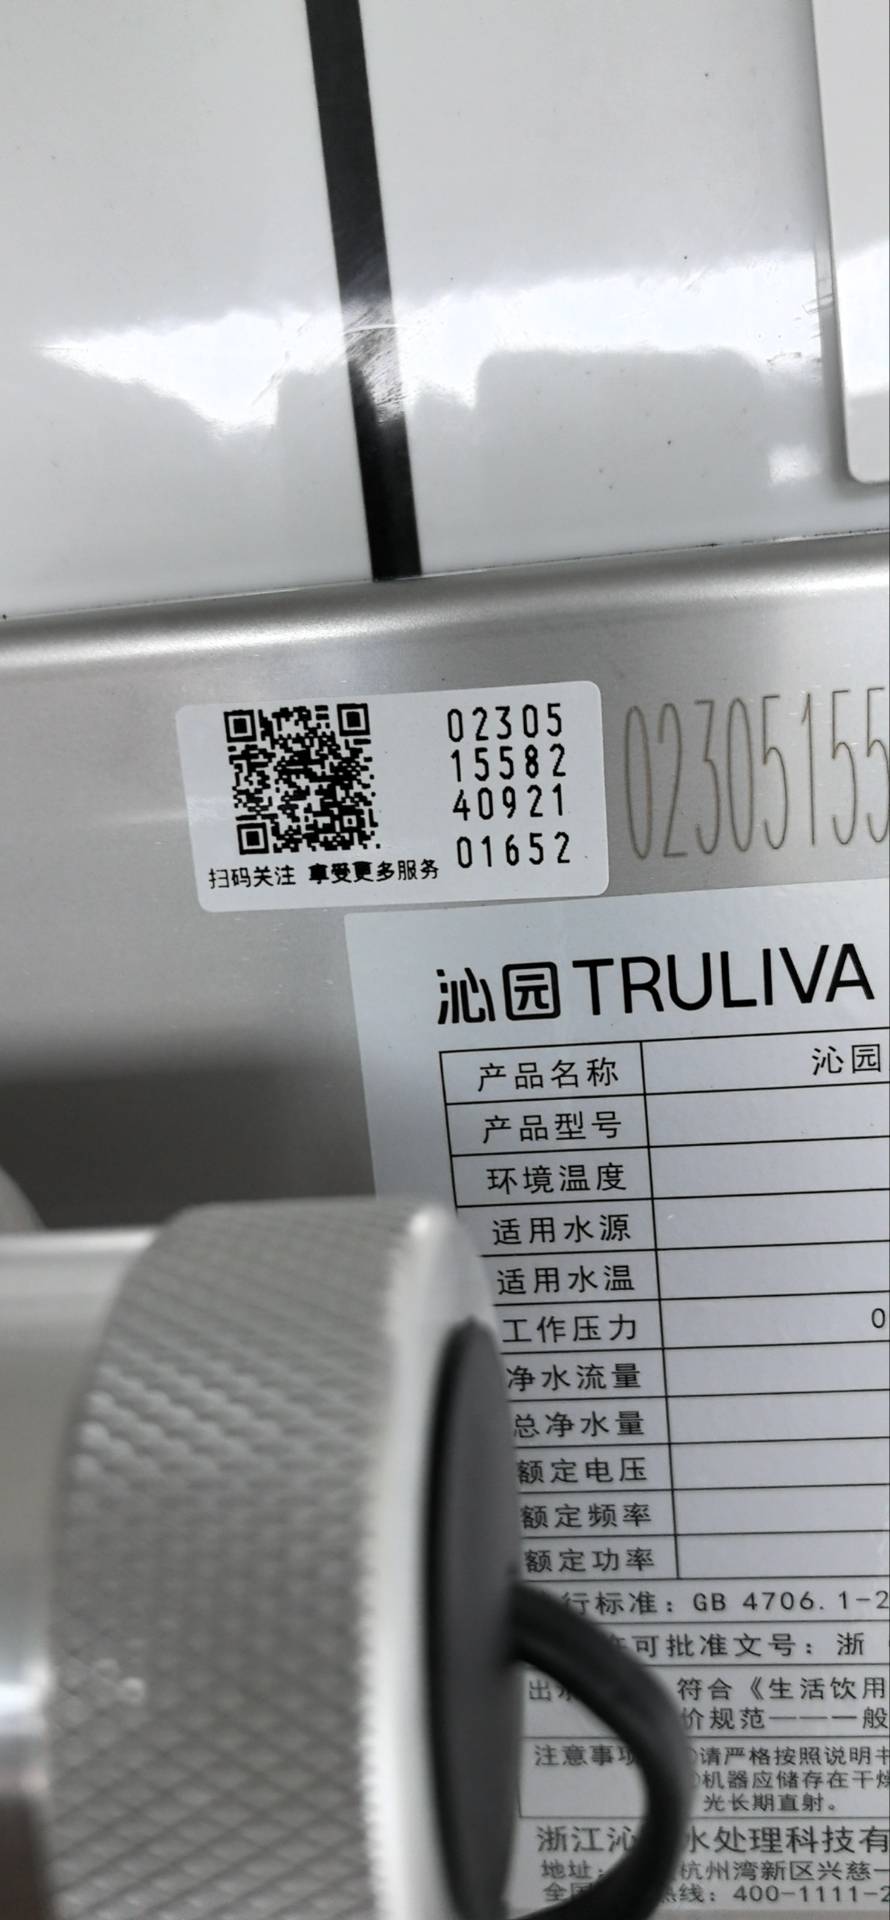 02305
15582
40921
01652
扫码关注 享受更多服务
02305155
沁园TRULIVA
产品名称 沁园
产品型号
环境温度
适用水源
适用水温
工作压力 0
净水流量
总净水量
额定电压
额定频率
额定功率
行标准：GB 4706.1-2
许可批准文号：浙
出水 符合《生活饮用
价规范——一般
注意事项 ①请严格按照说明书
②机器应储存在干燥
光长期直射。
浙江沁 水处理科技有
地址： 杭州湾新区兴慈一
全国 热线：400-1111-2